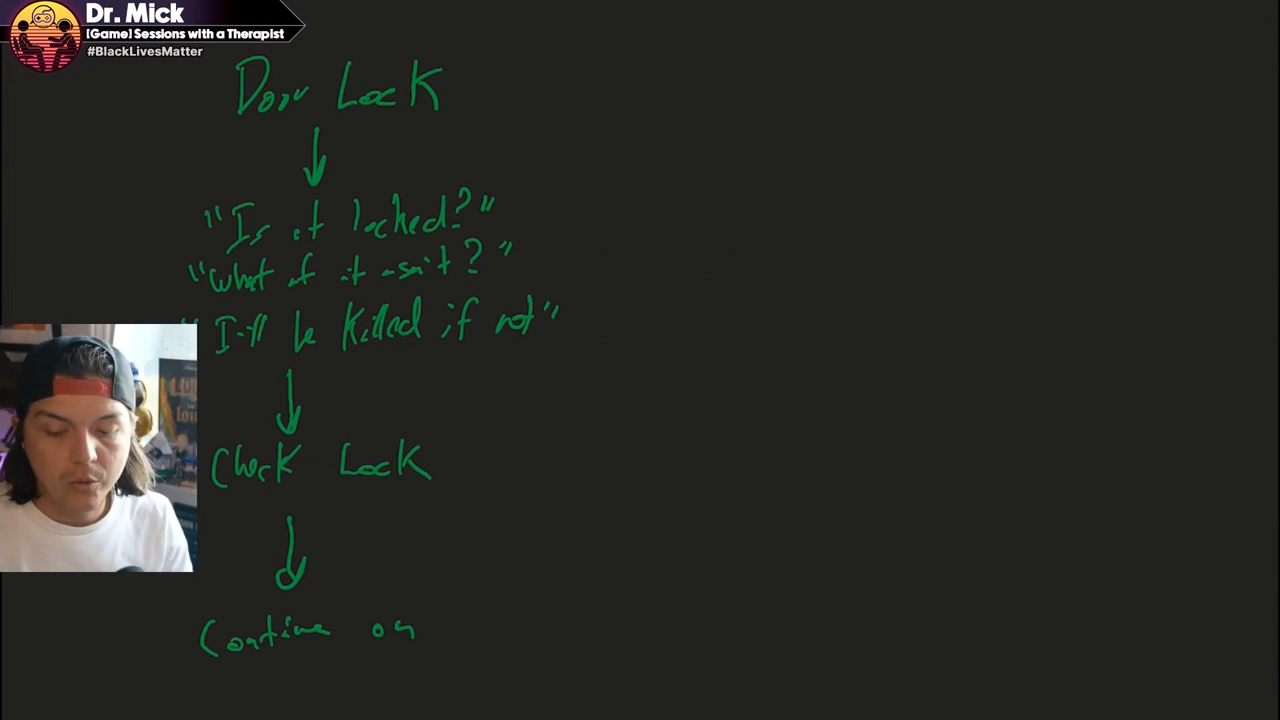 Dr. Mick
[Game] Sessions with a Therapist
#BlackLivesMatter
Door Lock
"Is it locked?"
"What if it isn't?"
"I'll be Killed if not"
Check Lock
Continue on